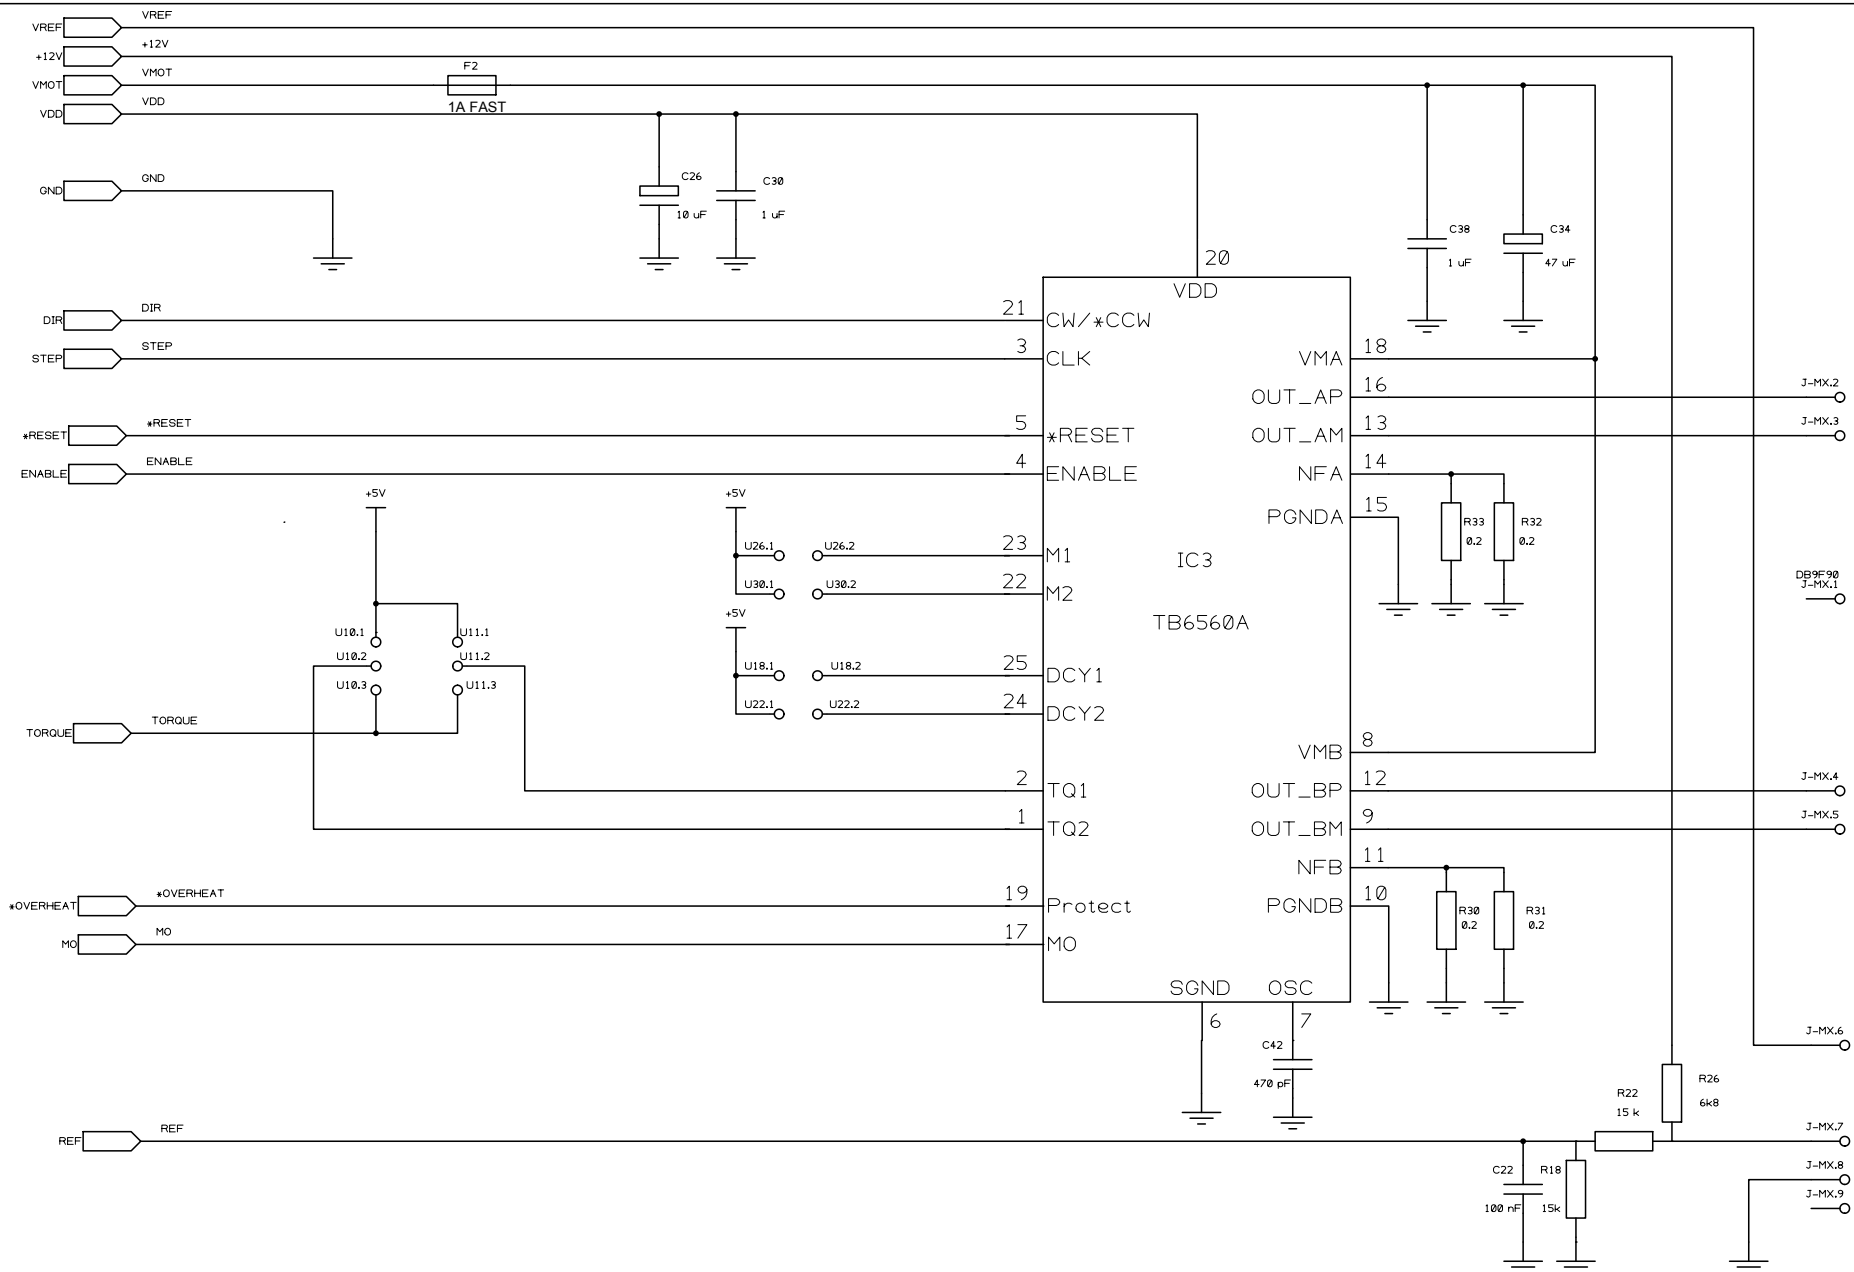 VREF VREF
+12V +12V
VMOT VMOT
F2
1A FAST
VDD VDD
GND GND
C26
10 uF
C30
1 uF
C38
1 uF
C34
47 uF
20
VDD
DIR DIR
21 CW/*CCW
STEP STEP
3 CLK
VMA 18
OUT_AP 16
J-MX.2
*RESET *RESET
5 *RESET
OUT_AM 13
J-MX.3
ENABLE ENABLE
4 ENABLE
NFA 14
PGNDA 15
R33
0.2
R32
0.2
+5V
+5V
U26.1 U26.2
23 M1
U30.1 U30.2
22 M2
IC3
TB6560A
DB9F90
J-MX.1
+5V
U10.1 U11.1
U10.2 U11.2
U10.3 U11.3
U18.1 U18.2
25 DCY1
U22.1 U22.2
24 DCY2
TORQUE TORQUE
VMB 8
2 TQ1
OUT_BP 12
J-MX.4
1 TQ2
OUT_BM 9
J-MX.5
NFB 11
*OVERHEAT *OVERHEAT
19 Protect
PGNDB 10
R30
0.2
R31
0.2
MO MO
17 MO
SGND OSC
6 7
C42
470 pF
J-MX.6
R26
6k8
R22
15 k
REF REF
J-MX.7
C22
100 nF
R18
15k
J-MX.8
J-MX.9